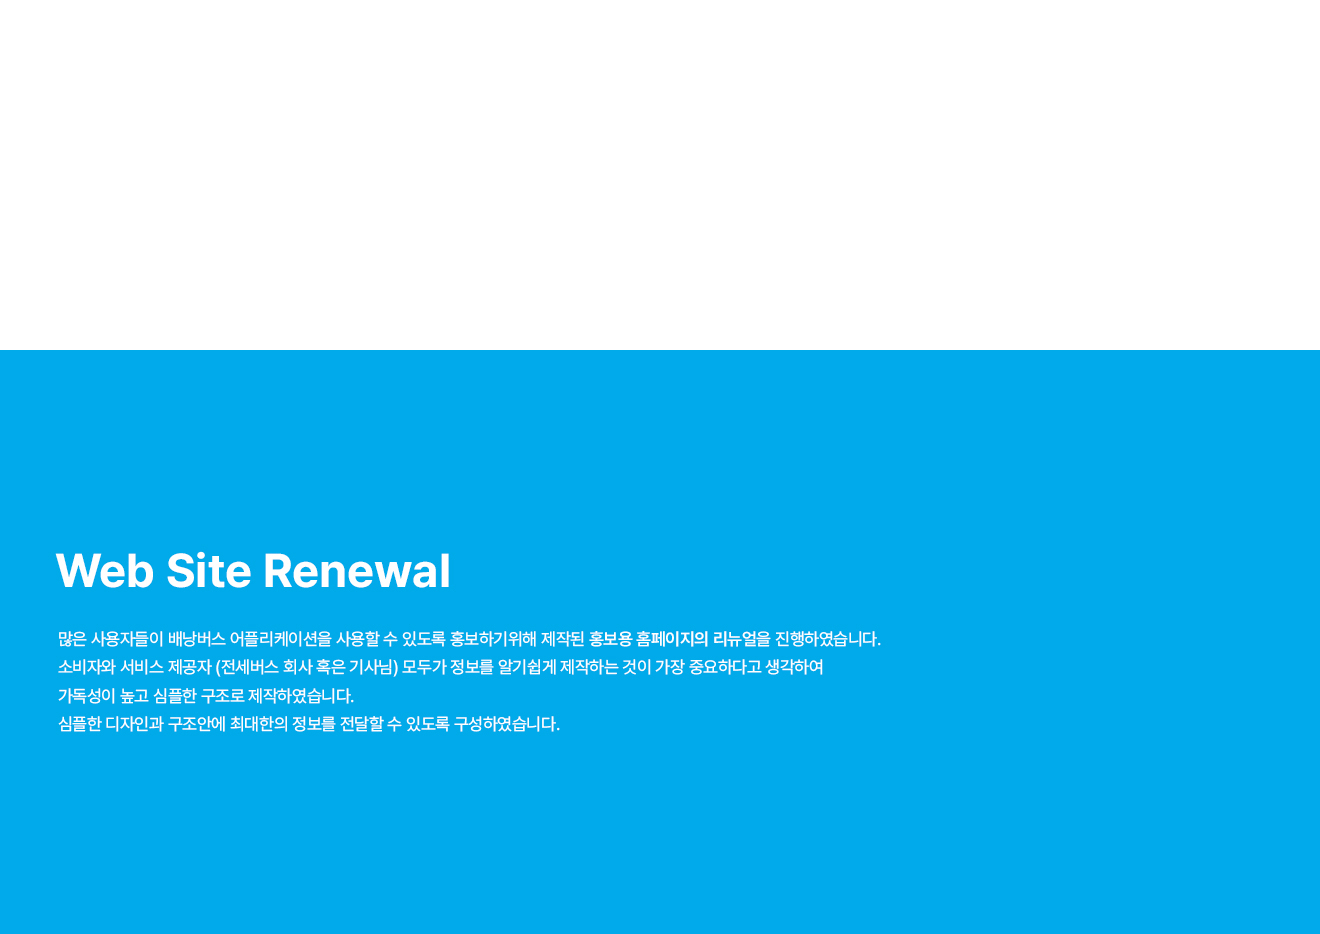 Web Site Renewal
많은 사용자들이 배낭버스 어플리케이션을 사용할 수 있도록 홍보하기위해 제작된 홍보용 홈페이지의 리뉴얼을 진행하였습니다.
소비자와 서비스 제공자 (전세버스 회사 혹은 기사님) 모두가 정보를 알기쉽게 제작하는 것이 가장 중요하다고 생각하여
가독성이 높고 심플한 구조로 제작하였습니다.
심플한 디자인과 구조안에 최대한의 정보를 전달할 수 있도록 구성하였습니다.